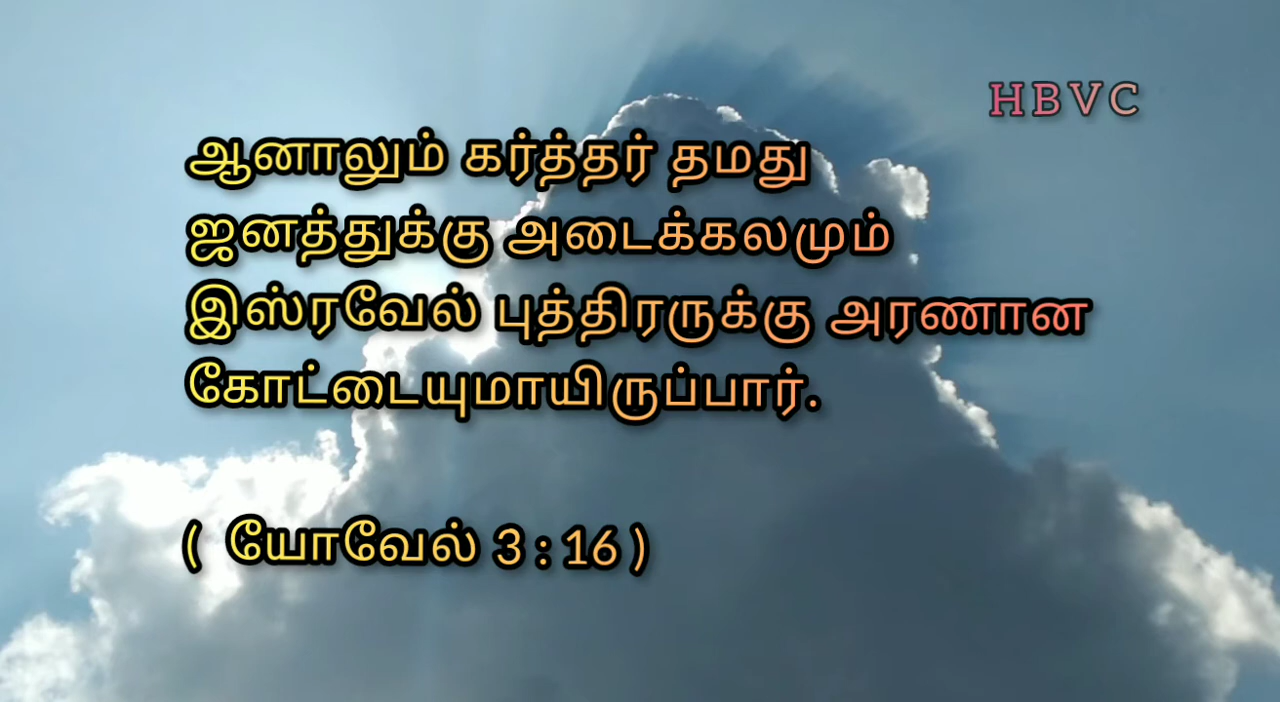 HBVC
ஆனாலும் கர்த்தர் தமது
ஜனத்துக்கு அடைக்கலமும்
இஸ்ரவேல் புத்திரருக்கு அரணான
கோட்டையுமாயிருப்பார்.
( யோவேல் 3 : 16 )